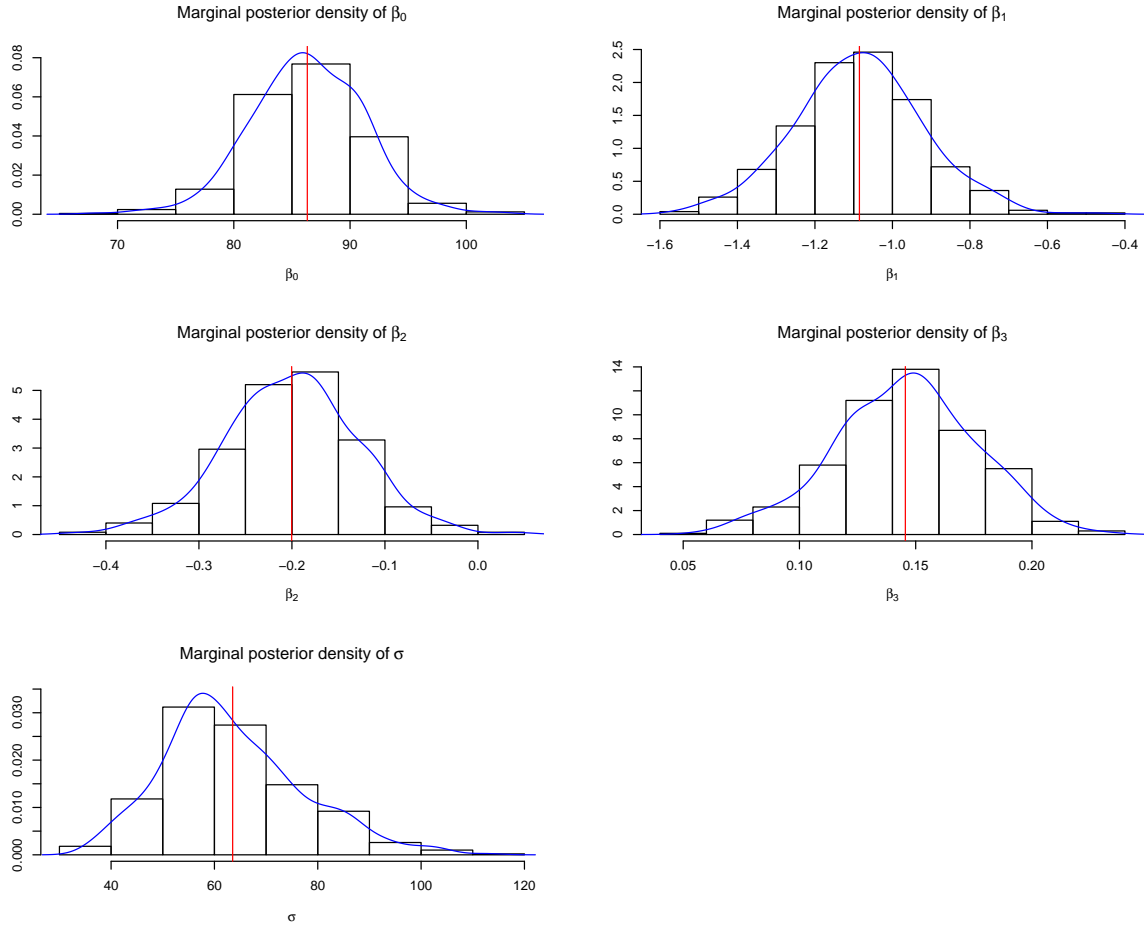 Marginal posterior density of β0
0.00 0.02 0.04 0.06 0.08
70 80 90 100
β0
Marginal posterior density of β1
0.0 0.5 1.0 1.5 2.0 2.5
−1.6 −1.4 −1.2 −1.0 −0.8 −0.6 −0.4
β1
Marginal posterior density of β2
0 1 2 3 4 5
−0.4 −0.3 −0.2 −0.1 0.0
β2
Marginal posterior density of β3
0 2 4 6 8 10 14
0.05 0.10 0.15 0.20
β3
Marginal posterior density of σ
0.000 0.010 0.020 0.030
40 60 80 100 120
σ